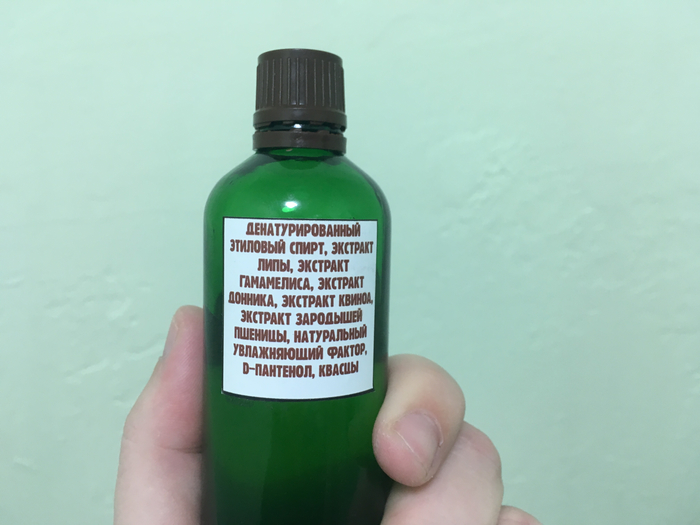 ДЕНАТУРИРОВАННЫЙ
ЭТИЛОВЫЙ СПИРТ, ЭКСТРАКТ
ЛИПЫ, ЭКСТРАКТ
ГАМАМЕЛИСА, ЭКСТРАКТ
ДОННИКА, ЭКСТРАКТ КВИНОА,
ЭКСТРАКТ ЗАРОДЫШЕЙ
ПШЕНИЦЫ, НАТУРАЛЬНЫЙ
УВЛАЖНЯЮЩИЙ ФАКТОР,
D-ПАНТЕНОЛ, КВАСЦЫ